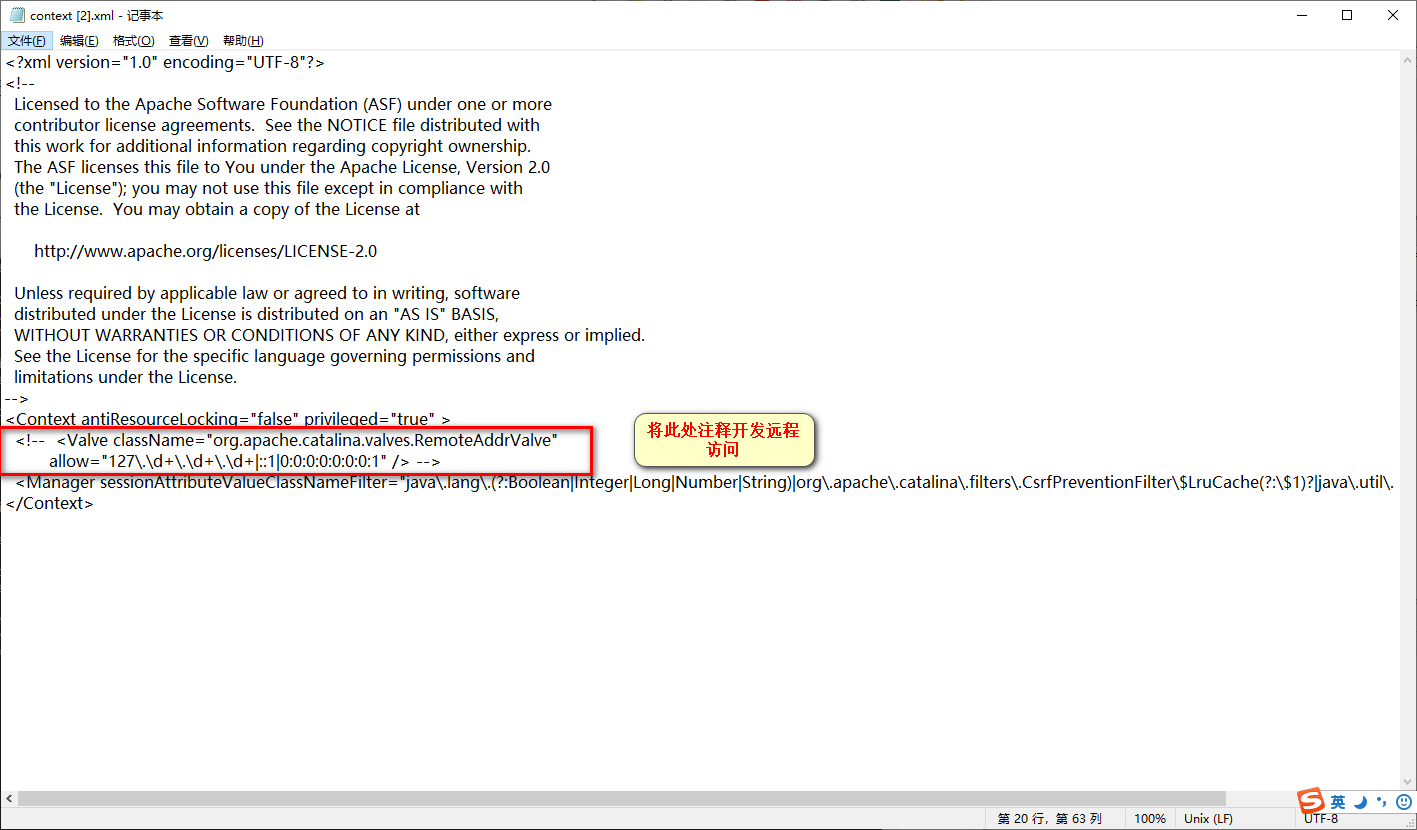 context [2].xml - 记事本
文件(F) 编辑(E) 格式(O) 查看(V) 帮助(H)
<?xml version="1.0" encoding="UTF-8"?>
<!--
Licensed to the Apache Software Foundation (ASF) under one or more
contributor license agreements.  See the NOTICE file distributed with
this work for additional information regarding copyright ownership.
The ASF licenses this file to You under the Apache License, Version 2.0
(the "License"); you may not use this file except in compliance with
the License.  You may obtain a copy of the License at
http://www.apache.org/licenses/LICENSE-2.0
Unless required by applicable law or agreed to in writing, software
distributed under the License is distributed on an "AS IS" BASIS,
WITHOUT WARRANTIES OR CONDITIONS OF ANY KIND, either express or implied.
See the License for the specific language governing permissions and
limitations under the License.
-->
<Context antiResourceLocking="false" privileged="true" >
<!--  <Valve className="org.apache.catalina.valves.RemoteAddrValve"
allow="127\.\d+\.\d+\.\d+|::1|0:0:0:0:0:0:0:1" /> -->
将此处注释开发远程
访问
<Manager sessionAttributeValueClassNameFilter="java\.lang\.(?:Boolean|Integer|Long|Number|String)|org\.apache\.catalina\.filters\.CsrfPreventionFilter\$LruCache(?:\$1)?|java\.util\.
</Context>
第 20 行，第 63 列 100% Unix (LF) UTF-8
S 英